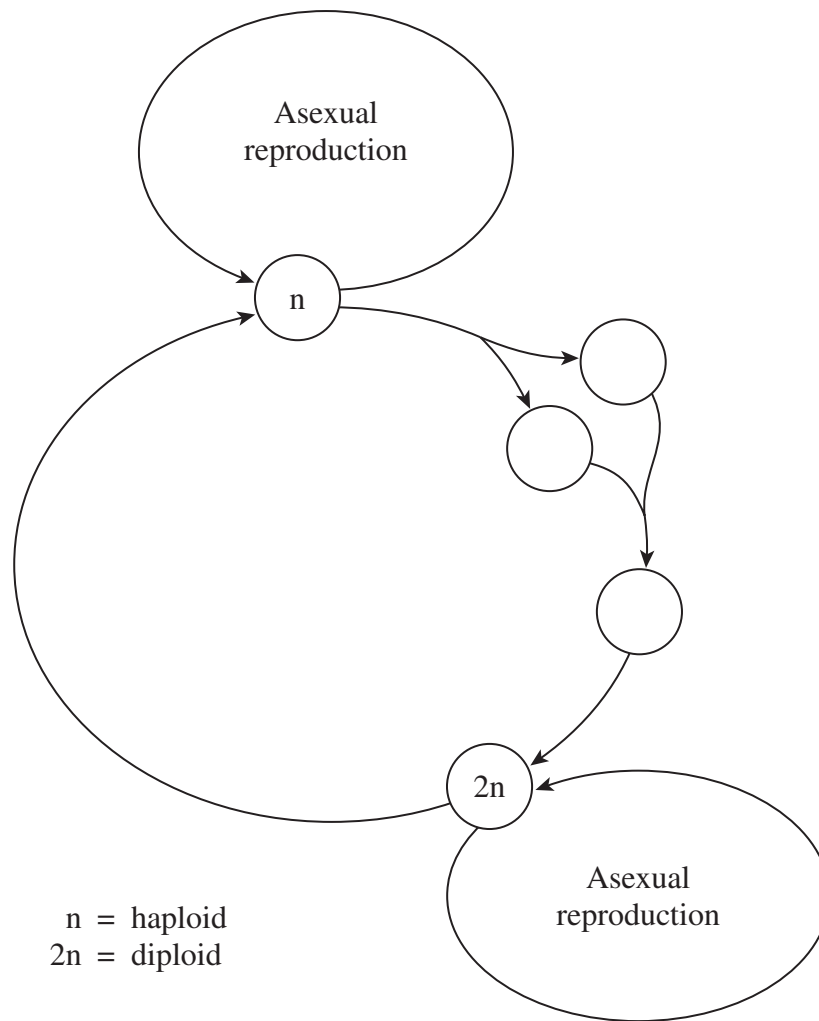 Asexual
reproduction
n
2n
Asexual
reproduction
n = haploid
2n = diploid